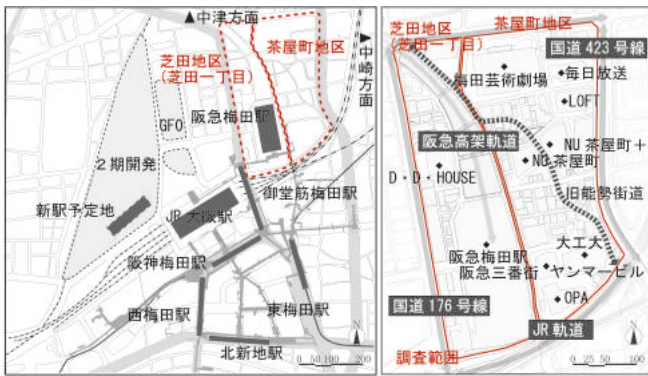 ▲中津方面
芝田地区
(芝田一丁目)
茶屋町地区
▶中崎方面
GFO
阪急梅田駅
2期開発
新駅予定地
JR大阪駅
御堂筋梅田駅
阪神梅田駅
西梅田駅
東梅田駅
北新地駅
N
0 50 100 200
芝田地区
(芝田一丁目)
茶屋町地区
国道423号線
梅田芸術劇場
毎日放送
LOFT
阪急高架軌道
NU 茶屋町+
NU 茶屋町
D・D・HOUSE
旧能勢街道
大工大
阪急梅田駅
阪急三番街
ヤンマービル
国道176号線
OPA
JR軌道
調査範囲
N
0 25 50 100